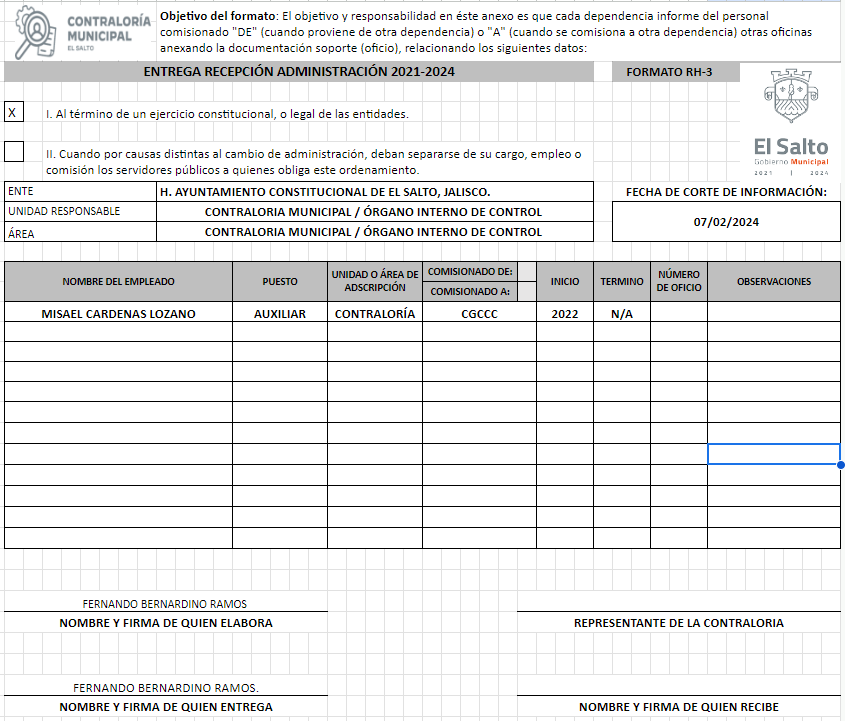 CONTRALORÍA
MUNICIPAL
EL SALTO
Objetivo del formato: El objetivo y responsabilidad en éste anexo es que cada dependencia informe del personal
comisionado "DE" (cuando proviene de otra dependencia) o "A" (cuando se comisiona a otra dependencia) otras oficinas
anexando la documentación soporte (oficio), relacionando los siguientes datos:
ENTREGA RECEPCIÓN ADMINISTRACIÓN 2021-2024
FORMATO RH-3
X
I. Al término de un ejercicio constitucional, o legal de las entidades.
El Salto
Gobierno Municipal
2021 | 2024
II. Cuando por causas distintas al cambio de administración, deban separarse de su cargo, empleo o
comisión los servidores públicos a quienes obliga este ordenamiento.
ENTE
H. AYUNTAMIENTO CONSTITUCIONAL DE EL SALTO, JALISCO.
FECHA DE CORTE DE INFORMACIÓN:
UNIDAD RESPONSABLE
CONTRALORIA MUNICIPAL / ÓRGANO INTERNO DE CONTROL
07/02/2024
ÁREA
CONTRALORIA MUNICIPAL / ÓRGANO INTERNO DE CONTROL
NOMBRE DEL EMPLEADO
PUESTO
UNIDAD O ÁREA DE
ADSCRIPCIÓN
COMISIONADO DE:
COMISIONADO A:
INICIO
TERMINO
NÚMERO
DE OFICIO
OBSERVACIONES
MISAEL CARDENAS LOZANO
AUXILIAR
CONTRALORÍA
CGCCC
2022
N/A
FERNANDO BERNARDINO RAMOS
NOMBRE Y FIRMA DE QUIEN ELABORA
REPRESENTANTE DE LA CONTRALORIA
FERNANDO BERNARDINO RAMOS.
NOMBRE Y FIRMA DE QUIEN ENTREGA
NOMBRE Y FIRMA DE QUIEN RECIBE